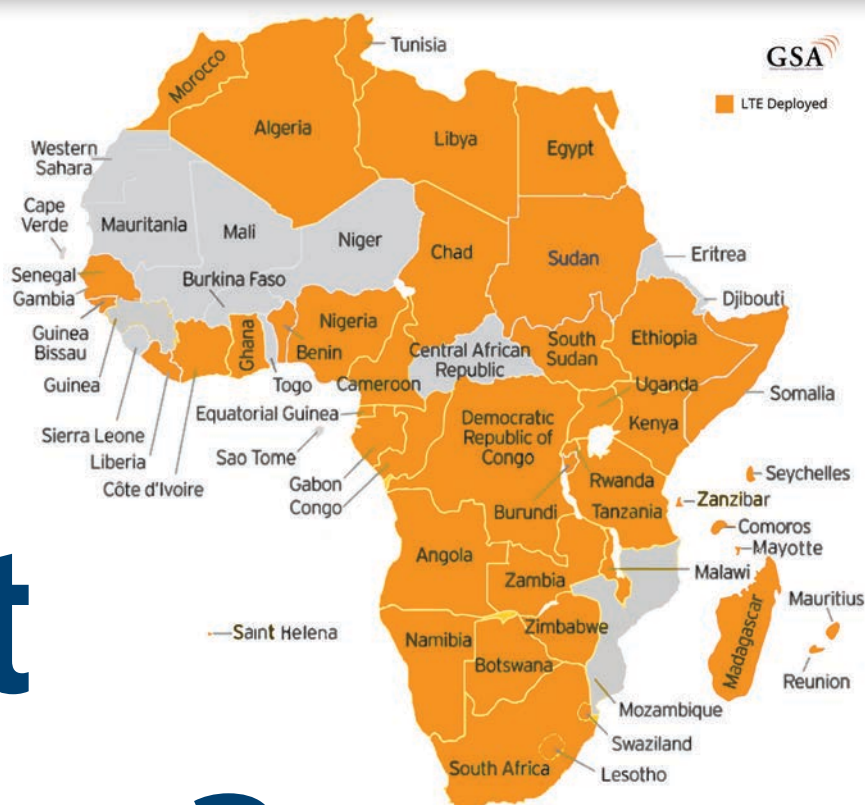 Tunisia
GSA
LTE Deployed
Morocco
Algeria
Libya
Egypt
Western
Sahara
Cape
Verde
Mauritania
Mali
Niger
Chad
Sudan
Eritrea
Senegal
Gambia
Burkina Faso
Djibouti
Guinea
Bissau
Nigeria
Ghana
Benin
Central African
Republic
South
Sudan
Ethiopia
Guinea
Togo
Cameroon
Uganda
Somalia
Equatorial Guinea
Democratic
Republic of
Congo
Kenya
Sierra Leone
Sao Tome
Liberia
Gabon
Rwanda
Seychelles
Côte d'Ivoire
Congo
Burundi
Tanzania
Zanzibar
Comoros
Mayotte
Angola
Zambia
Malawi
Madagascar
Mauritius
t
Saint Helena
Namibia
Zimbabwe
Botswana
Reunion
Mozambique
Swaziland
South Africa
Lesotho